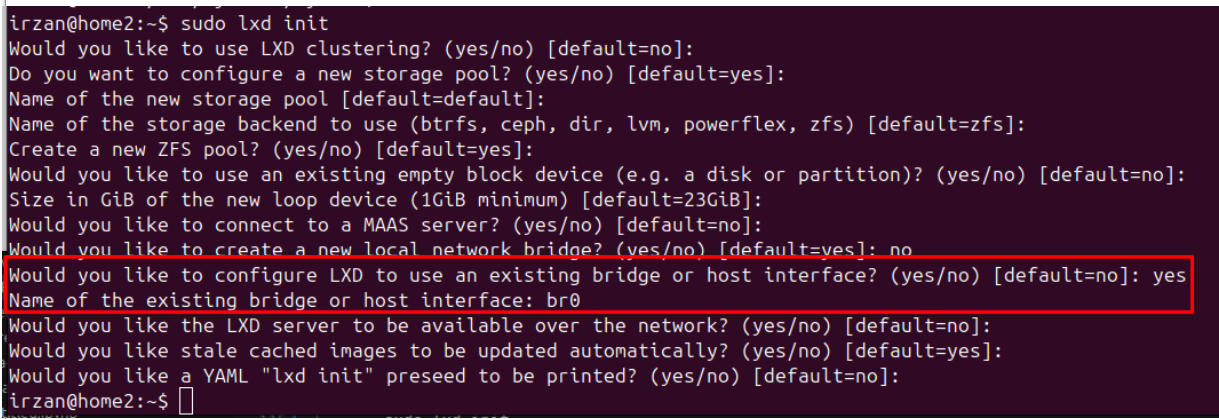 irzan@home2:~$ sudo lxd init
Would you like to use LXD clustering? (yes/no) [default=no]:
Do you want to configure a new storage pool? (yes/no) [default=yes]:
Name of the new storage pool [default=default]:
Name of the storage backend to use (btrfs, ceph, dir, lvm, powerflex, zfs) [default=zfs]:
Create a new ZFS pool? (yes/no) [default=yes]:
Would you like to use an existing empty block device (e.g. a disk or partition)? (yes/no) [default=no]:
Size in GiB of the new loop device (1GiB minimum) [default=23GiB]:
Would you like to connect to a MAAS server? (yes/no) [default=no]:
Would you like to create a new local network bridge? (yes/no) [default=yes]: no
Would you like to configure LXD to use an existing bridge or host interface? (yes/no) [default=no]: yes
Name of the existing bridge or host interface: br0
Would you like the LXD server to be available over the network? (yes/no) [default=no]:
Would you like stale cached images to be updated automatically? (yes/no) [default=yes]:
Would you like a YAML "lxd init" preseed to be printed? (yes/no) [default=no]:
irzan@home2:~$